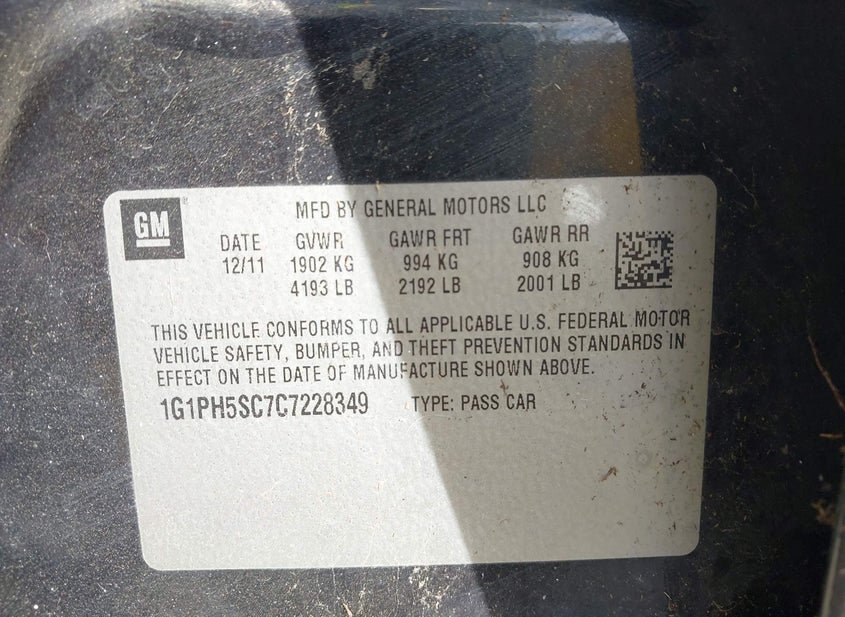 GM
MFD BY GENERAL MOTORS LLC
DATE GVWR GAWR FRT GAWR RR
12/11 1902 KG 994 KG 908 KG
4193 LB 2192 LB 2001 LB
THIS VEHICLE CONFORMS TO ALL APPLICABLE U.S. FEDERAL MOTOR
VEHICLE SAFETY, BUMPER, AND THEFT PREVENTION STANDARDS IN
EFFECT ON THE DATE OF MANUFACTURE SHOWN ABOVE.
1G1PH5SC7C7228349 TYPE: PASS CAR